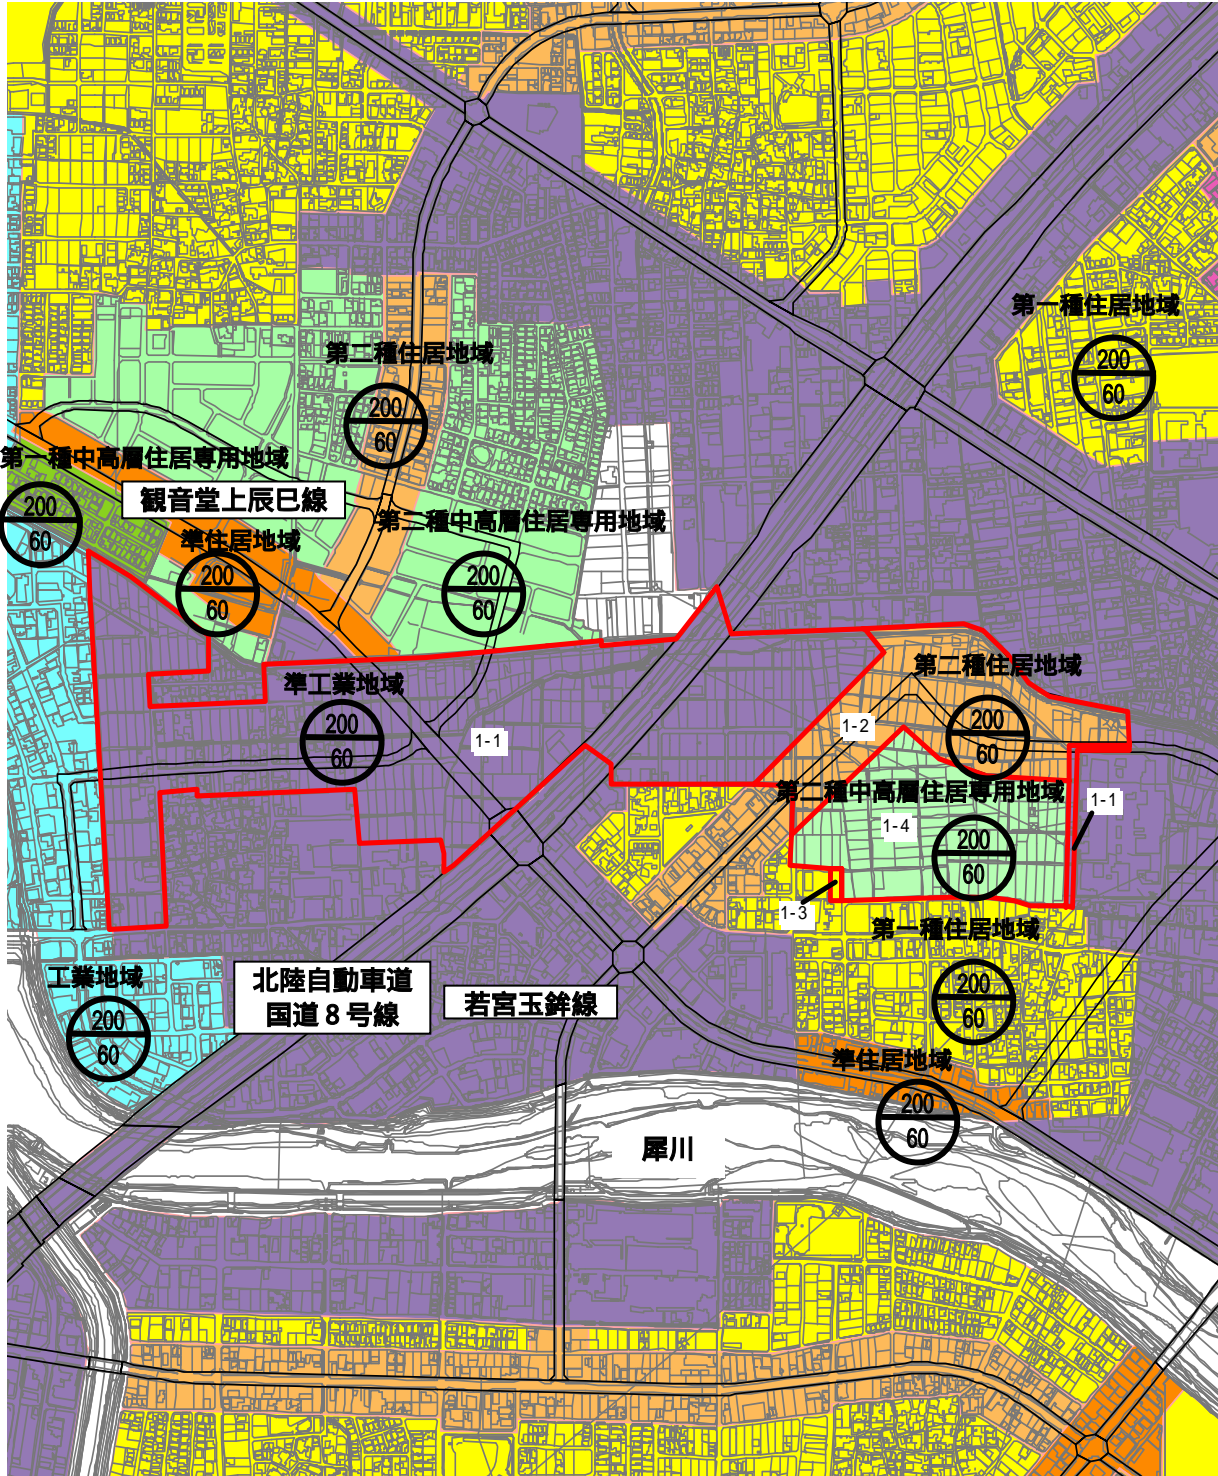 第一種住居地域
200
60
第二種住居地域
200
60
第一種中高層住居専用地域
200
60
観音堂上辰巳線
第二種中高層住居専用地域
200
60
準住居地域
200
60
第二種住居地域
200
60
準工業地域
200
60
1-1
1-2
第二種中高層住居専用地域
1-1
1-4
200
60
1-3
第一種住居地域
200
60
工業地域
200
60
北陸自動車道
国道8号線
若宮玉鉾線
準住居地域
200
60
犀川